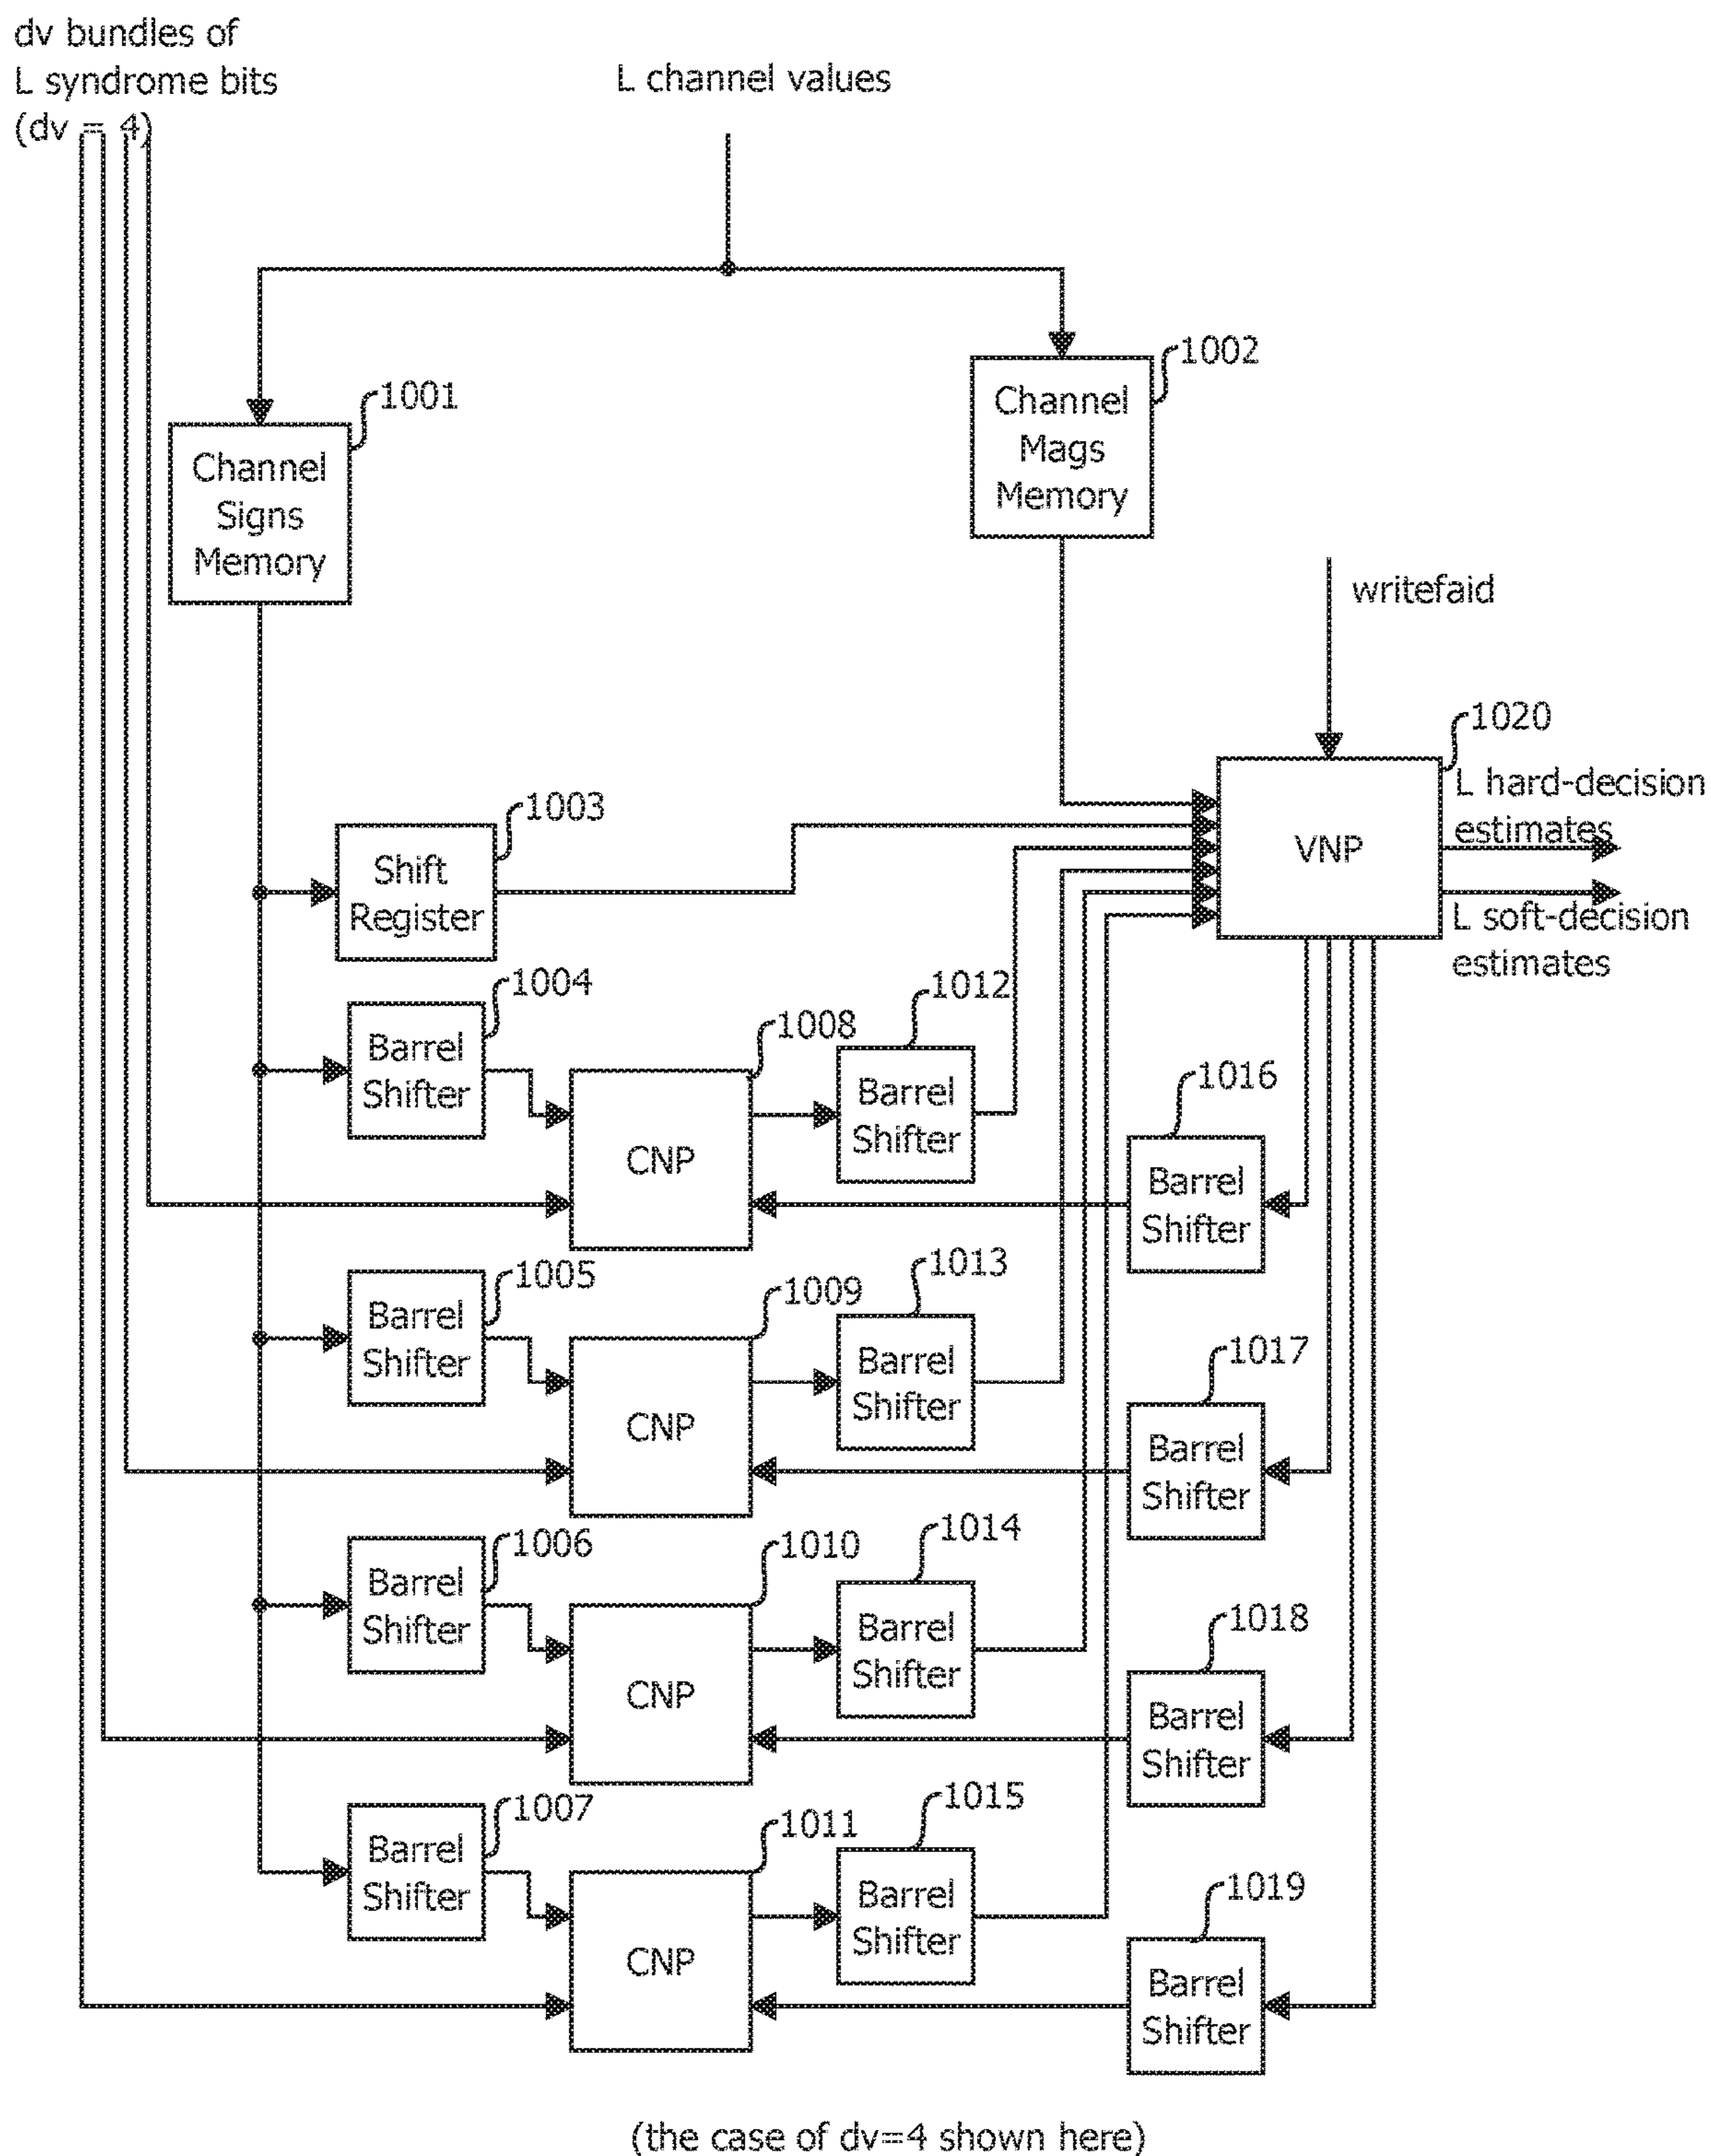 dv bundles of
L syndrome bits
(dv = 4)
L channel values
1001
Channel
Signs
Memory
1002
Channel
Mags
Memory
writefaid
1020
VNP
L hard-decision
estimates
L soft-decision
estimates
1003
Shift
Register
1004
Barrel
Shifter
1008
CNP
1012
Barrel
Shifter
1016
Barrel
Shifter
1005
Barrel
Shifter
1009
CNP
1013
Barrel
Shifter
1017
Barrel
Shifter
1006
Barrel
Shifter
1010
CNP
1014
Barrel
Shifter
1018
Barrel
Shifter
1007
Barrel
Shifter
1011
CNP
1015
Barrel
Shifter
1019
Barrel
Shifter
(the case of dv=4 shown here)